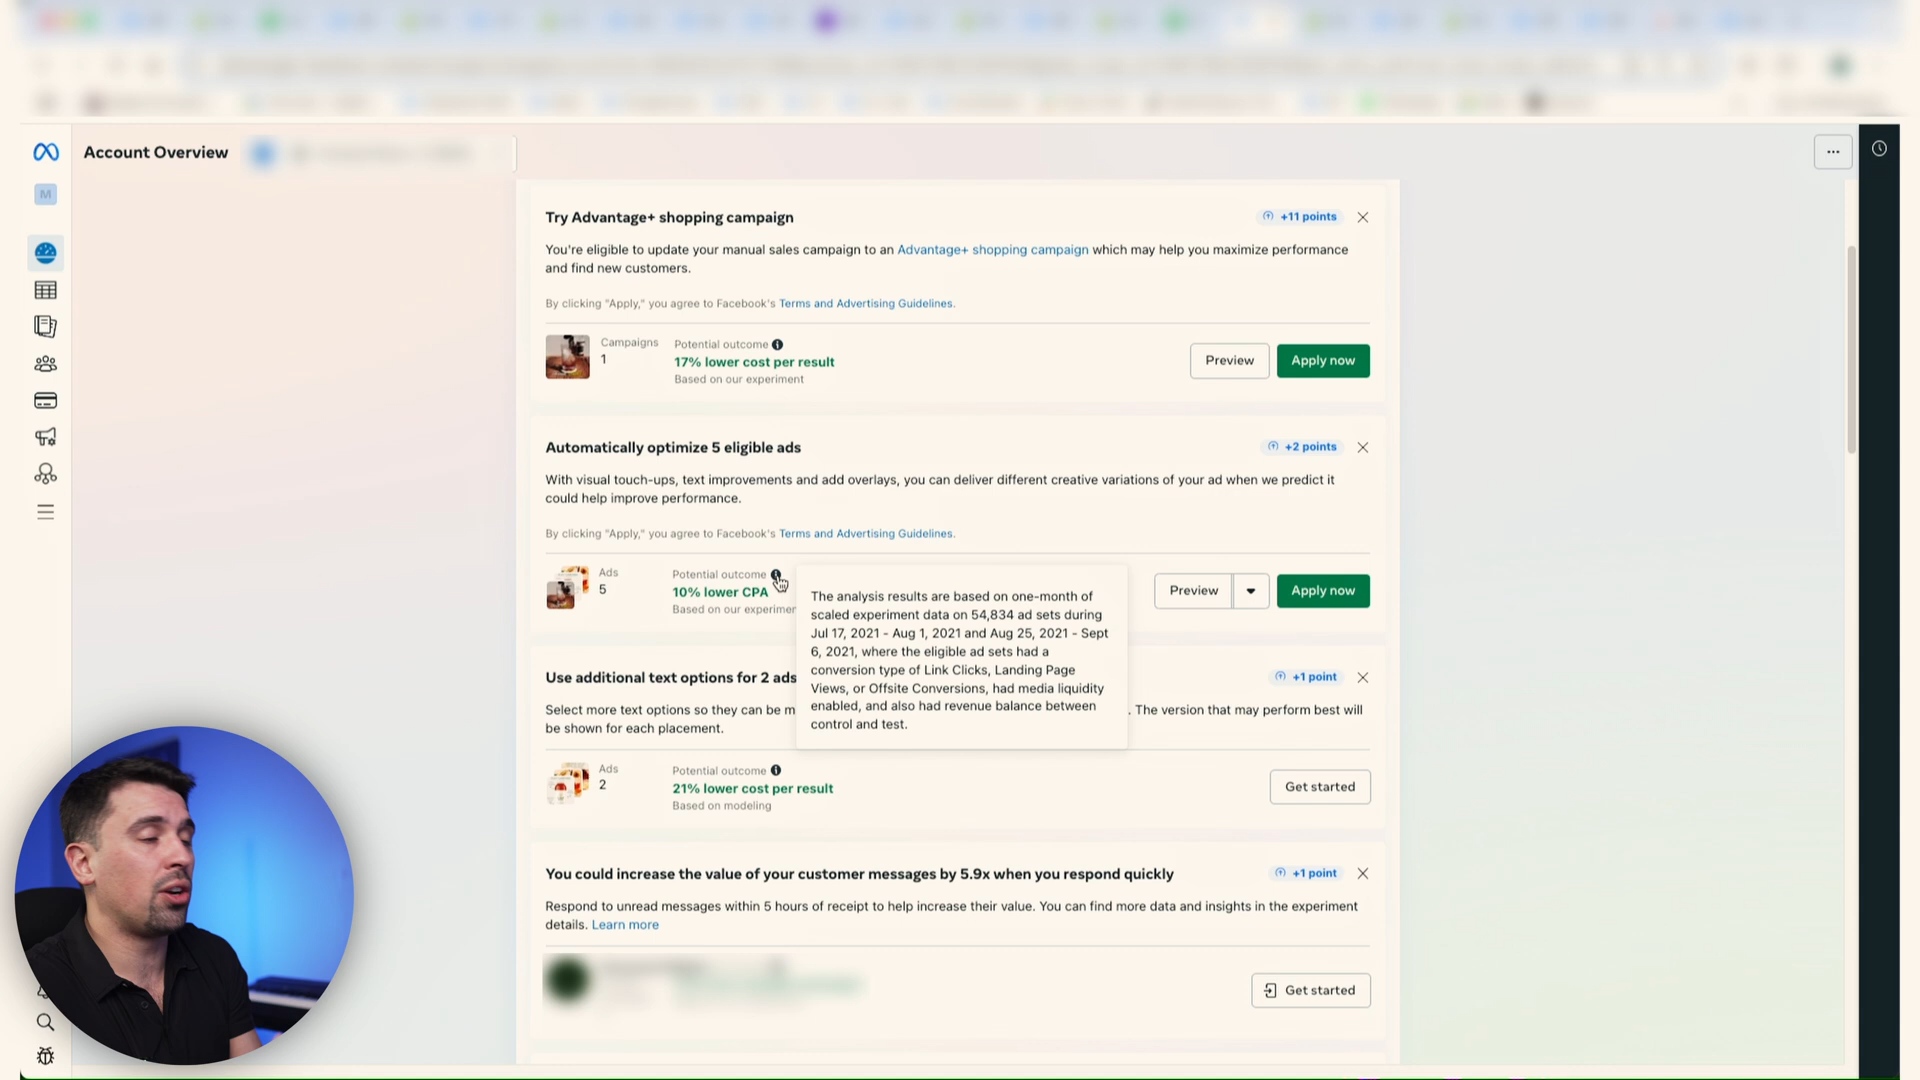 Account Overview
M
Try Advantage+ shopping campaign
+11 points
You're eligible to update your manual sales campaign to an Advantage+ shopping campaign which may help you maximize performance
and find new customers.
By clicking "Apply," you agree to Facebook's Terms and Advertising Guidelines.
Campaigns
1
Potential outcome
17% lower cost per result
Based on our experiment
Preview
Apply now
Automatically optimize 5 eligible ads
+2 points
With visual touch-ups, text improvements and add overlays, you can deliver different creative variations of your ad when we predict it
could help improve performance.
By clicking "Apply," you agree to Facebook's Terms and Advertising Guidelines.
Ads
5
Potential outcome
10% lower CPA
Based on our experimen
The analysis results are based on one-month of
scaled experiment data on 54,834 ad sets during
Jul 17, 2021 - Aug 1, 2021 and Aug 25, 2021 - Sept
6, 2021, where the eligible ad sets had a
conversion type of Link Clicks, Landing Page
Views, or Offsite Conversions, had media liquidity
enabled, and also had revenue balance between
control and test.
Preview
Apply now
Use additional text options for 2 ads
+1 point
Select more text options so they can be m . The version that may perform best will
be shown for each placement.
Ads
2
Potential outcome
21% lower cost per result
Based on modeling
Get started
You could increase the value of your customer messages by 5.9x when you respond quickly
+1 point
Respond to unread messages within 5 hours of receipt to help increase their value. You can find more data and insights in the experiment
details. Learn more
Get started